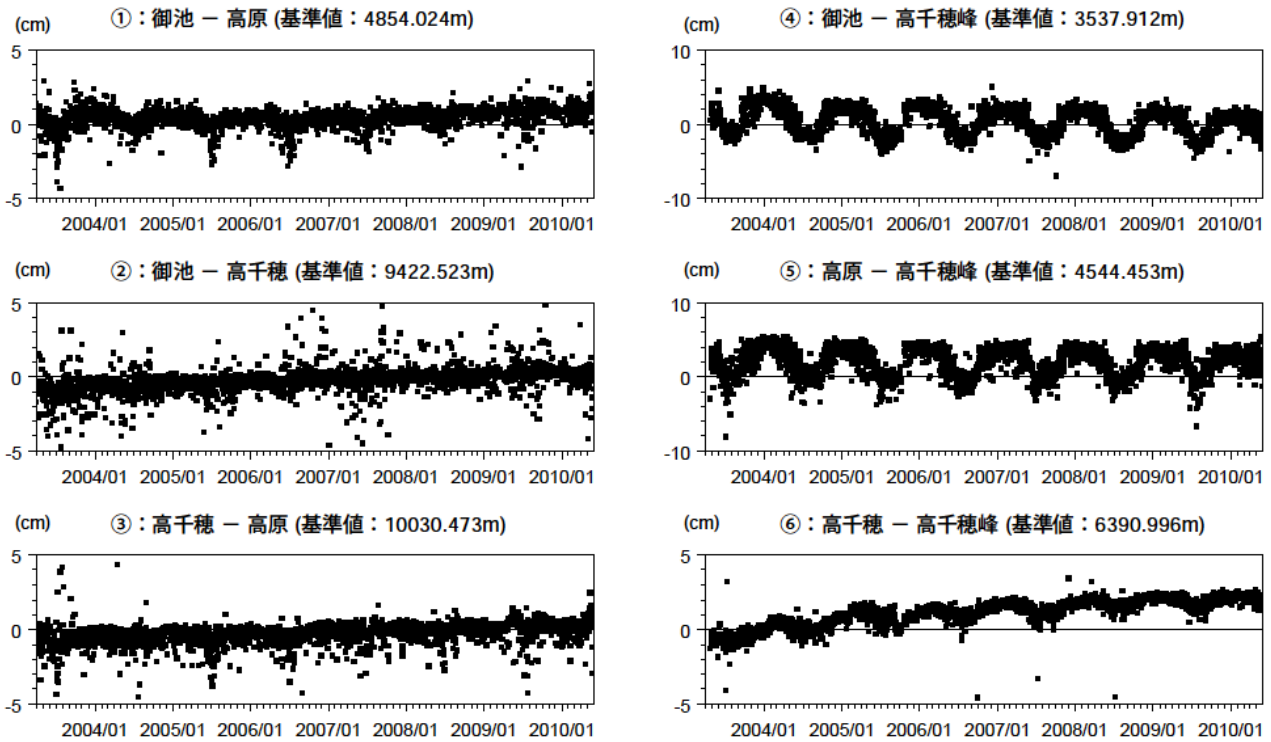 (cm) ①：御池 － 高原 (基準値：4854.024m)
5
0
-5
2004/01 2005/01 2006/01 2007/01 2008/01 2009/01 2010/01
(cm) ②：御池 － 高千穂 (基準値：9422.523m)
5
0
-5
2004/01 2005/01 2006/01 2007/01 2008/01 2009/01 2010/01
(cm) ③：高千穂 － 高原 (基準値：10030.473m)
5
0
-5
2004/01 2005/01 2006/01 2007/01 2008/01 2009/01 2010/01
(cm) ④：御池 － 高千穂峰 (基準値：3537.912m)
10
0
-10
2004/01 2005/01 2006/01 2007/01 2008/01 2009/01 2010/01
(cm) ⑤：高原 － 高千穂峰 (基準値：4544.453m)
10
0
-10
2004/01 2005/01 2006/01 2007/01 2008/01 2009/01 2010/01
(cm) ⑥：高千穂 － 高千穂峰 (基準値：6390.996m)
5
0
-5
2004/01 2005/01 2006/01 2007/01 2008/01 2009/01 2010/01